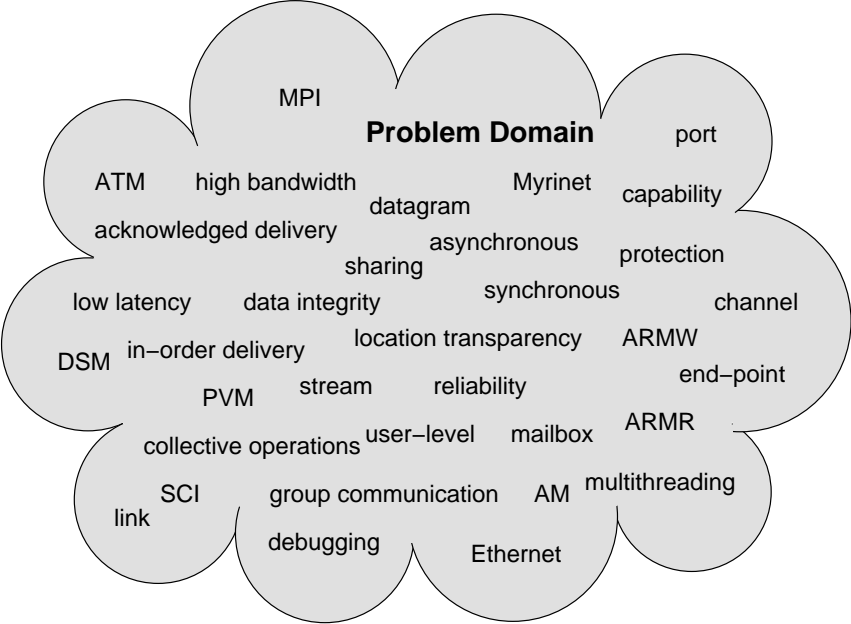 MPI
Problem Domain
port
ATM
high bandwidth
Myrinet
capability
datagram
acknowledged delivery
asynchronous
protection
sharing
synchronous
low latency
data integrity
channel
location transparency
ARMW
in−order delivery
DSM
end−point
stream
reliability
PVM
ARMR
user−level
mailbox
collective operations
multithreading
SCI
group communication
AM
link
debugging
Ethernet